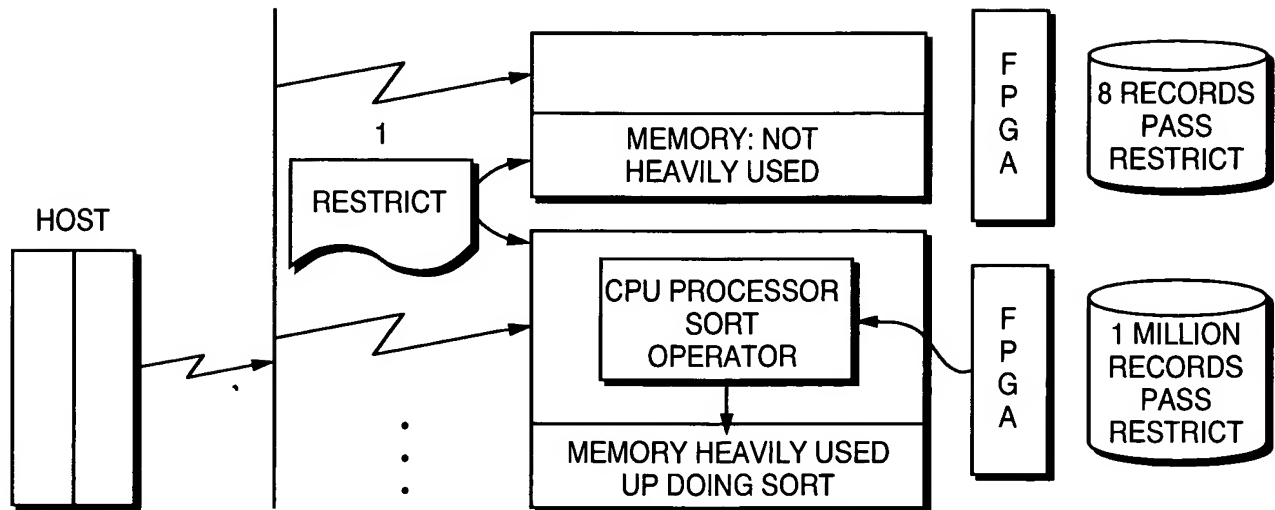 HOST
1
RESTRICT
MEMORY: NOT
HEAVILY USED
F
P
G
A
8 RECORDS
PASS
RESTRICT
CPU PROCESSOR
SORT
OPERATOR
MEMORY HEAVILY USED
UP DOING SORT
F
P
G
A
1 MILLION
RECORDS
PASS
RESTRICT